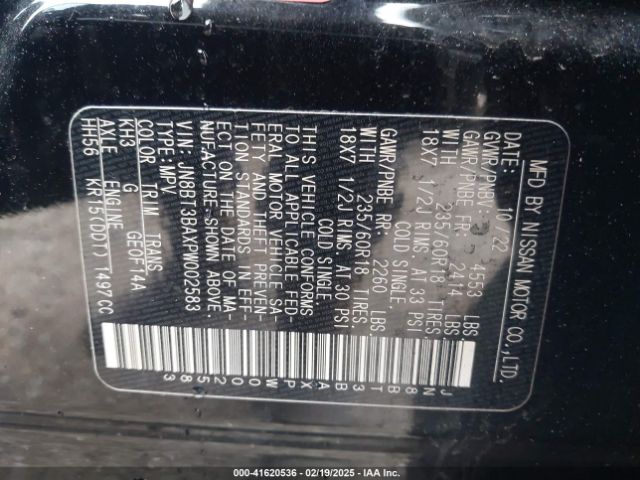 MFD BY NISSAN MOTOR CO.,LTD.
DATE: 10/22
GVWR/PNBV: 4553 LBS
GAWR/PNBE FR: 2414 LBS.
235/60R18 TIRES.
18X7 1/2J RIMS. AT 33 PSI
COLD SINGLE
GAWR/PNBE RR: 2260 LBS.
235/60R18 TIRES.
18X7 1/2J RIMS. AT 30 PSI
COLD SINGLE
THIS VEHICLE CONFORMS
TO ALL APPLICABLE FED-
ERAL MOTOR VEHICLE SA-
FETY AND THEFT PREVEN-
TION STANDARDS IN EFF-
ECT ON THE DATE OF MA-
NUFACTURE SHOWN ABOVE.
VIN: JN8BT3BAXPW002583
TYPE:MPV
COLOR TRIM TRANS
KH3 G GE0F14A
AXLE ENGINE
HH56 KR15(DDT) 1497CC
JN8BT3BAXPW002583
000-41620536 - 02/19/2025 - IAA Inc.